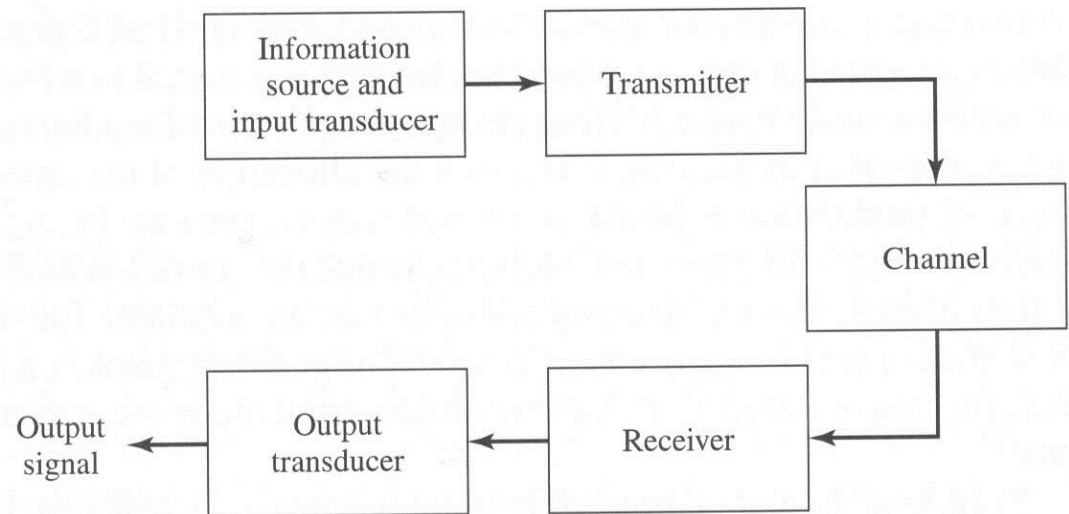 Information
source and
input transducer
Transmitter
Channel
Receiver
Output
transducer
Output
signal